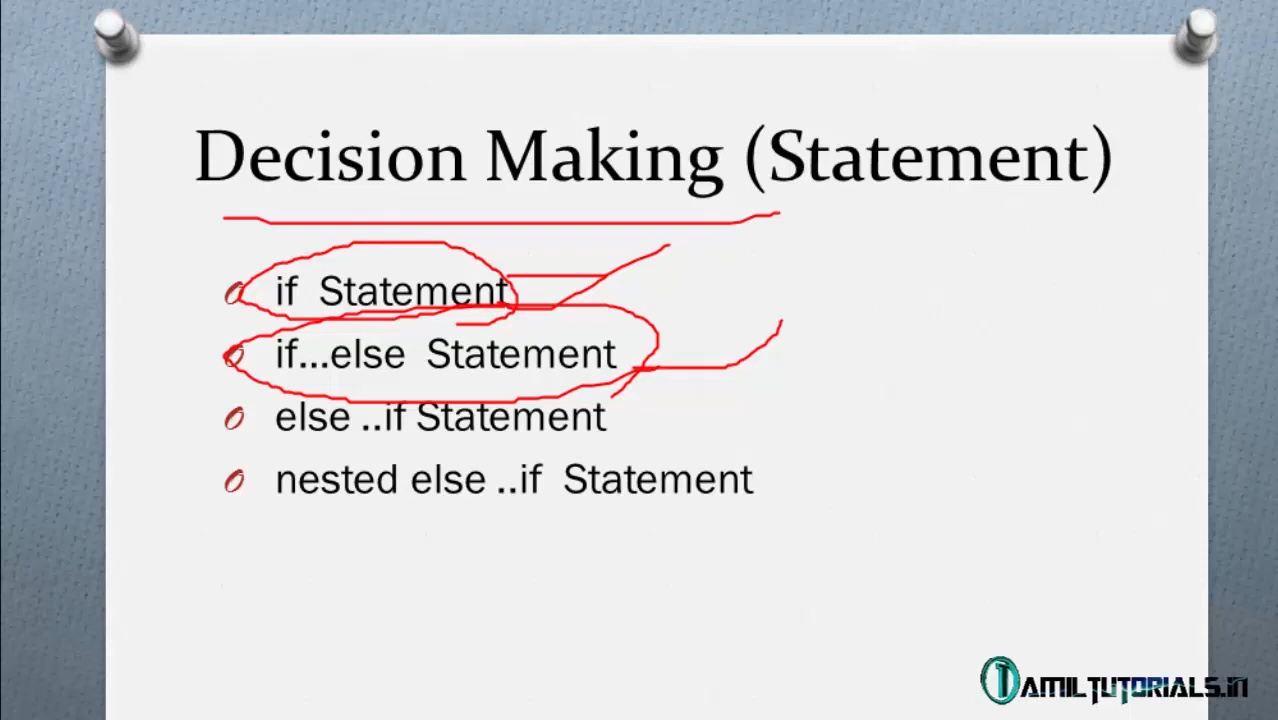 Decision Making (Statement)
if Statement
if...else Statement
else ..if Statement
nested else ..if Statement
TAMILTUTORIALS.IN